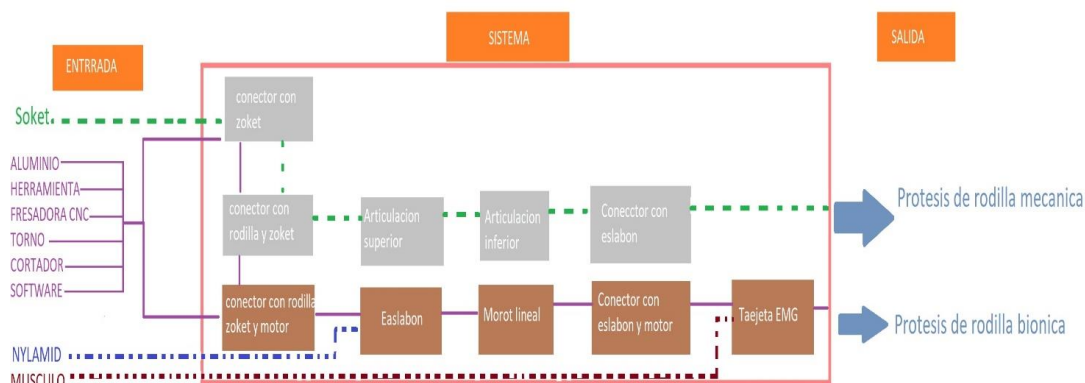 SISTEMA
SALIDA
ENTRRADA
Soket
ALUMINIO
HERRAMIENTA
FRESADORA CNC
TORNO
CORTADOR
SOFTWARE
NYLAMID
MUSCULO
conector con
zoket
conector con
rodilla y zoket
Articulacion
superior
Articulacion
inferior
Conecctor con
eslabon
conector con rodilla
zoket y motor
Easlabon
Morot lineal
Conector con
eslabon y motor
Taejeta EMG
Protesis de rodilla mecanica
Protesis de rodilla bionica